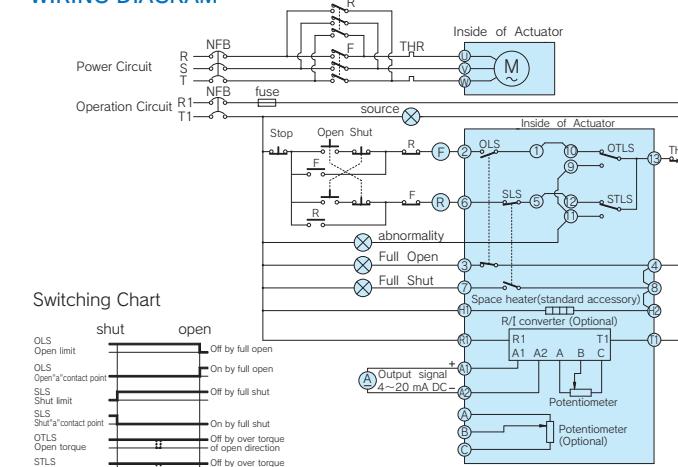 WIRING DIAGRAM
R
Inside of Actuator
NFB
F
THR
Power Circuit
R
S
T
U
V
W
M
~
NFB
Operation Circuit
R1
T1
fuse
source
Inside of Actuator
Stop
Open
Shut
R
F
2
OLS
1
10
OTLS
13
TH
F
9
F
R
6
SLS
5
12
STLS
11
R
abnormality
Full Open
3
4
Full Shut
7
8
Space heater(standard accessory)
H1
H2
R/I converter (Optional)
R1
R1
T1
T1
A1 A2 A B C
A
Output signal
4~20 mA DC
+
-
A1
A2
Potentiometer
A
B
C
Potentiometer
(Optional)
Switching Chart
shut
open
OLS
Open limit
Off by full open
OLS
Open"a"contact point
On by full open
SLS
Shut limit
Off by full shut
SLS
Shut"a"contact point
On by full shut
OTLS
Open torque
Off by over torque
of open direction
STLS
Off by over torque